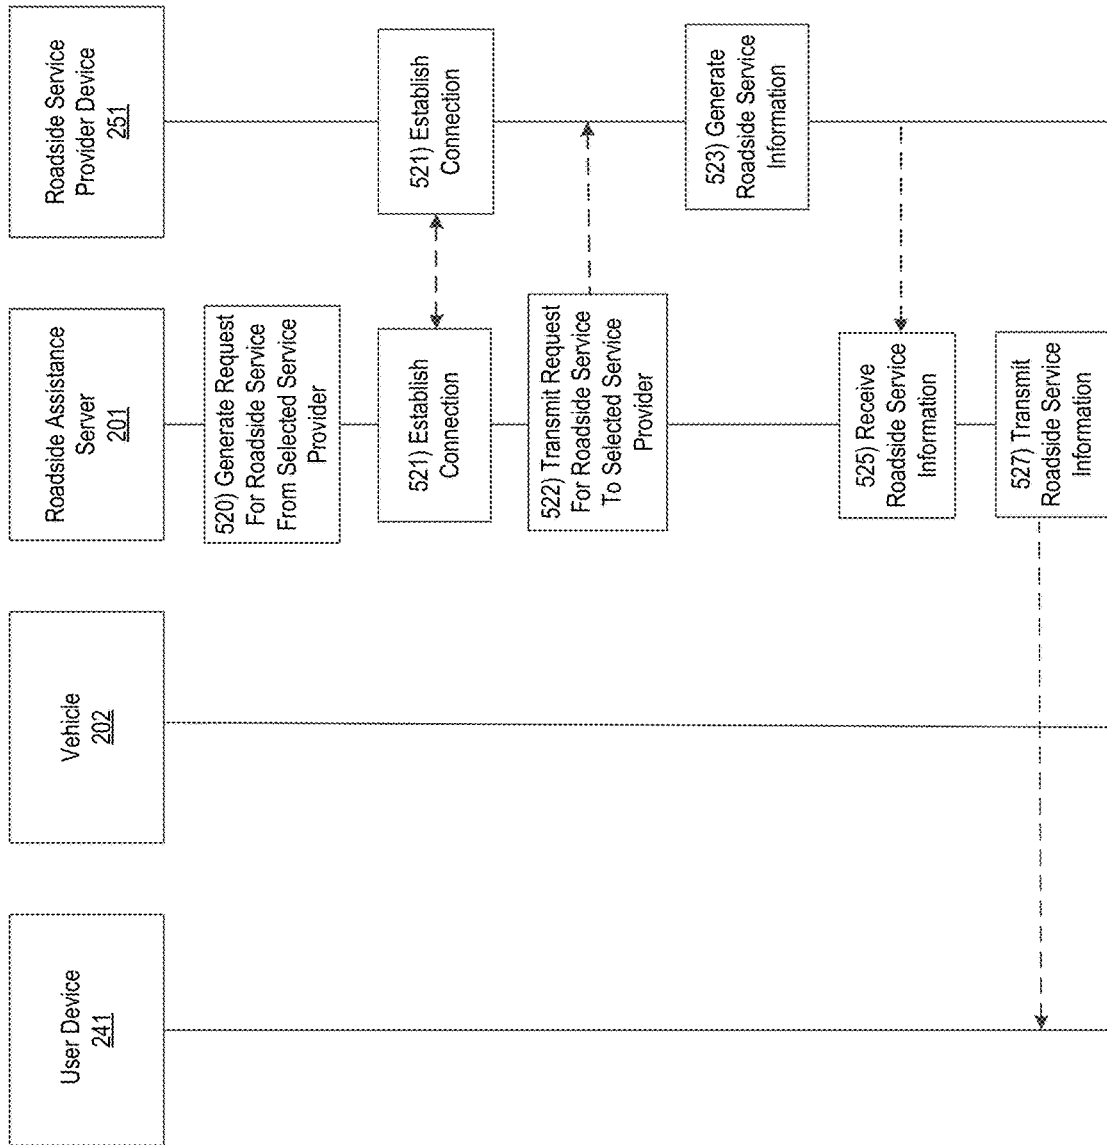 User Device
241
Vehicle
202
Roadside Assistance
Server
201
Roadside Service
Provider Device
251
520) Generate Request
For Roadside Service
From Selected Service
Provider
521) Establish
Connection
521) Establish
Connection
522) Transmit Request
For Roadside Service
To Selected Service
Provider
523) Generate
Roadside Service
Information
525) Receive
Roadside Service
Information
527) Transmit
Roadside Service
Information